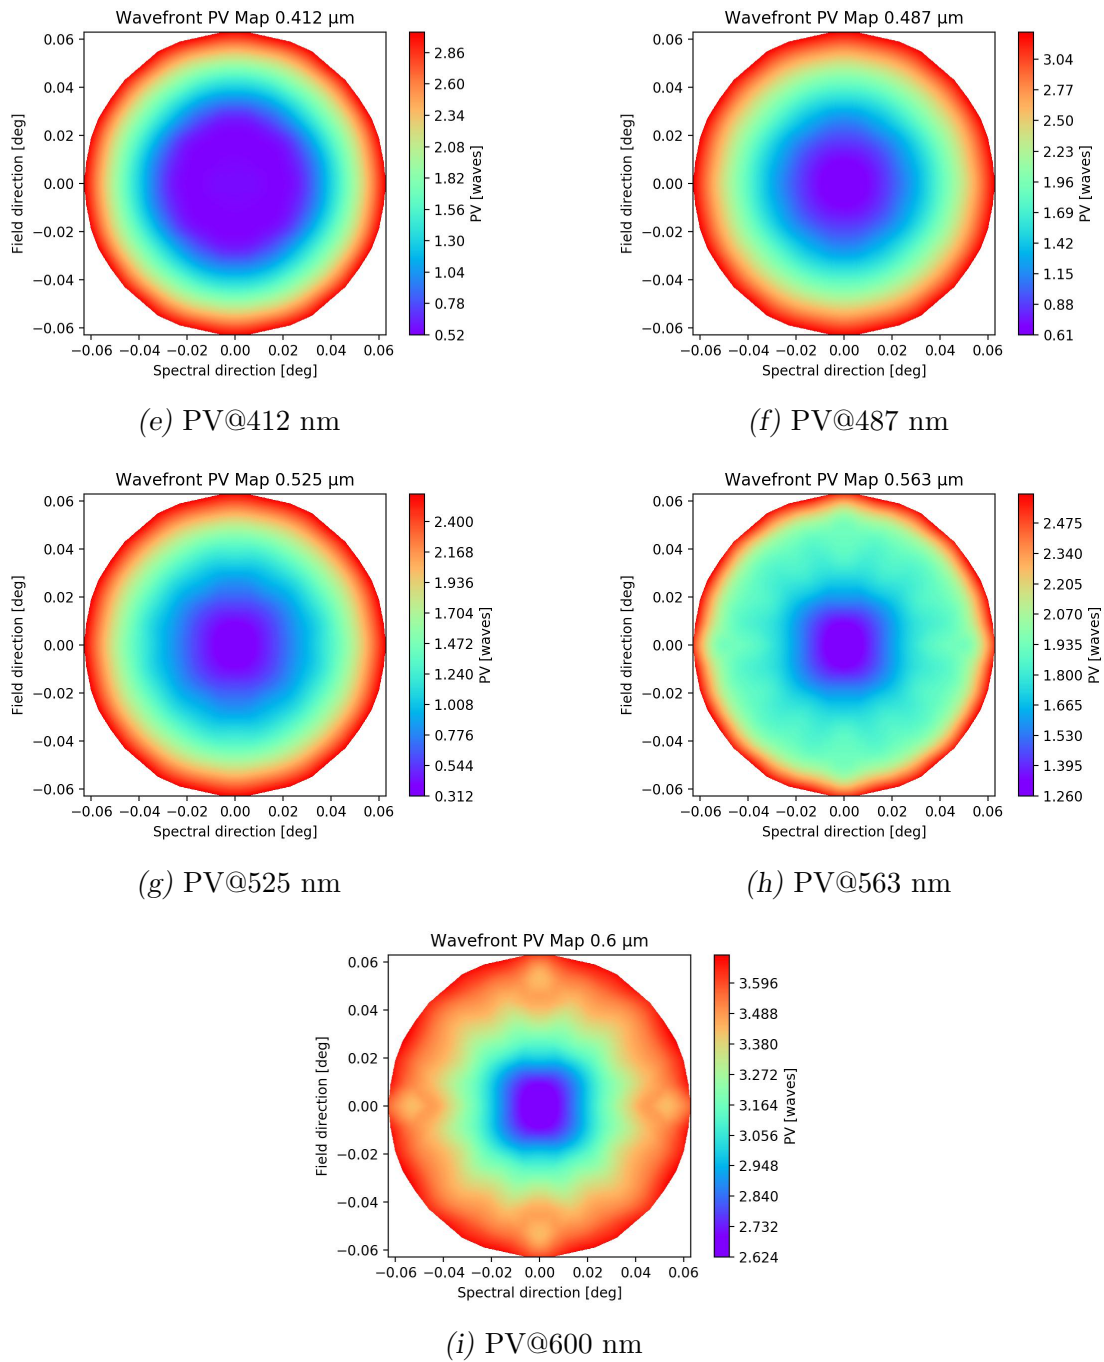 Wavefront PV Map 0.412 µm
Field direction [deg]
0.06
0.04
0.02
0.00
−0.02
−0.04
−0.06
−0.06 −0.04 −0.02 0.00 0.02 0.04 0.06
Spectral direction [deg]
2.86
2.60
2.34
2.08
1.82
1.56
1.30
1.04
0.78
0.52
PV [waves]
(e) PV@412 nm
Wavefront PV Map 0.487 µm
Field direction [deg]
0.06
0.04
0.02
0.00
−0.02
−0.04
−0.06
−0.06 −0.04 −0.02 0.00 0.02 0.04 0.06
Spectral direction [deg]
3.04
2.77
2.50
2.23
1.96
1.69
1.42
1.15
0.88
0.61
PV [waves]
(f) PV@487 nm
Wavefront PV Map 0.525 µm
Field direction [deg]
0.06
0.04
0.02
0.00
−0.02
−0.04
−0.06
−0.06 −0.04 −0.02 0.00 0.02 0.04 0.06
Spectral direction [deg]
2.400
2.168
1.936
1.704
1.472
1.240
1.008
0.776
0.544
0.312
PV [waves]
(g) PV@525 nm
Wavefront PV Map 0.563 µm
Field direction [deg]
0.06
0.04
0.02
0.00
−0.02
−0.04
−0.06
−0.06 −0.04 −0.02 0.00 0.02 0.04 0.06
Spectral direction [deg]
2.475
2.340
2.205
2.070
1.935
1.800
1.665
1.530
1.395
1.260
PV [waves]
(h) PV@563 nm
Wavefront PV Map 0.6 µm
Field direction [deg]
0.06
0.04
0.02
0.00
−0.02
−0.04
−0.06
−0.06 −0.04 −0.02 0.00 0.02 0.04 0.06
Spectral direction [deg]
3.596
3.488
3.380
3.272
3.164
3.056
2.948
2.840
2.732
2.624
PV [waves]
(i) PV@600 nm